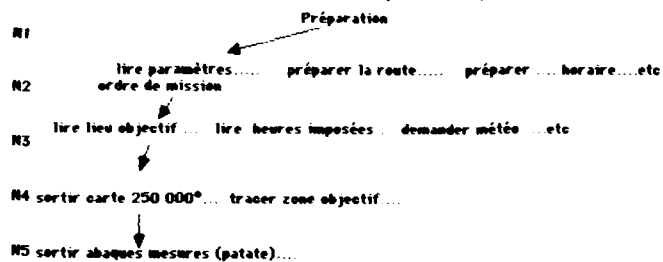 Préparation
N1
lire paramètres..... préparer la route..... préparer .... horaire....etc
N2 ordre de mission
lire lieu objectif ... lire heures imposées . demander météo ...etc
N3
N4 sortir carte 250 000°... tracer zone objectif....
N5 sortir abaques mesures (patate)....